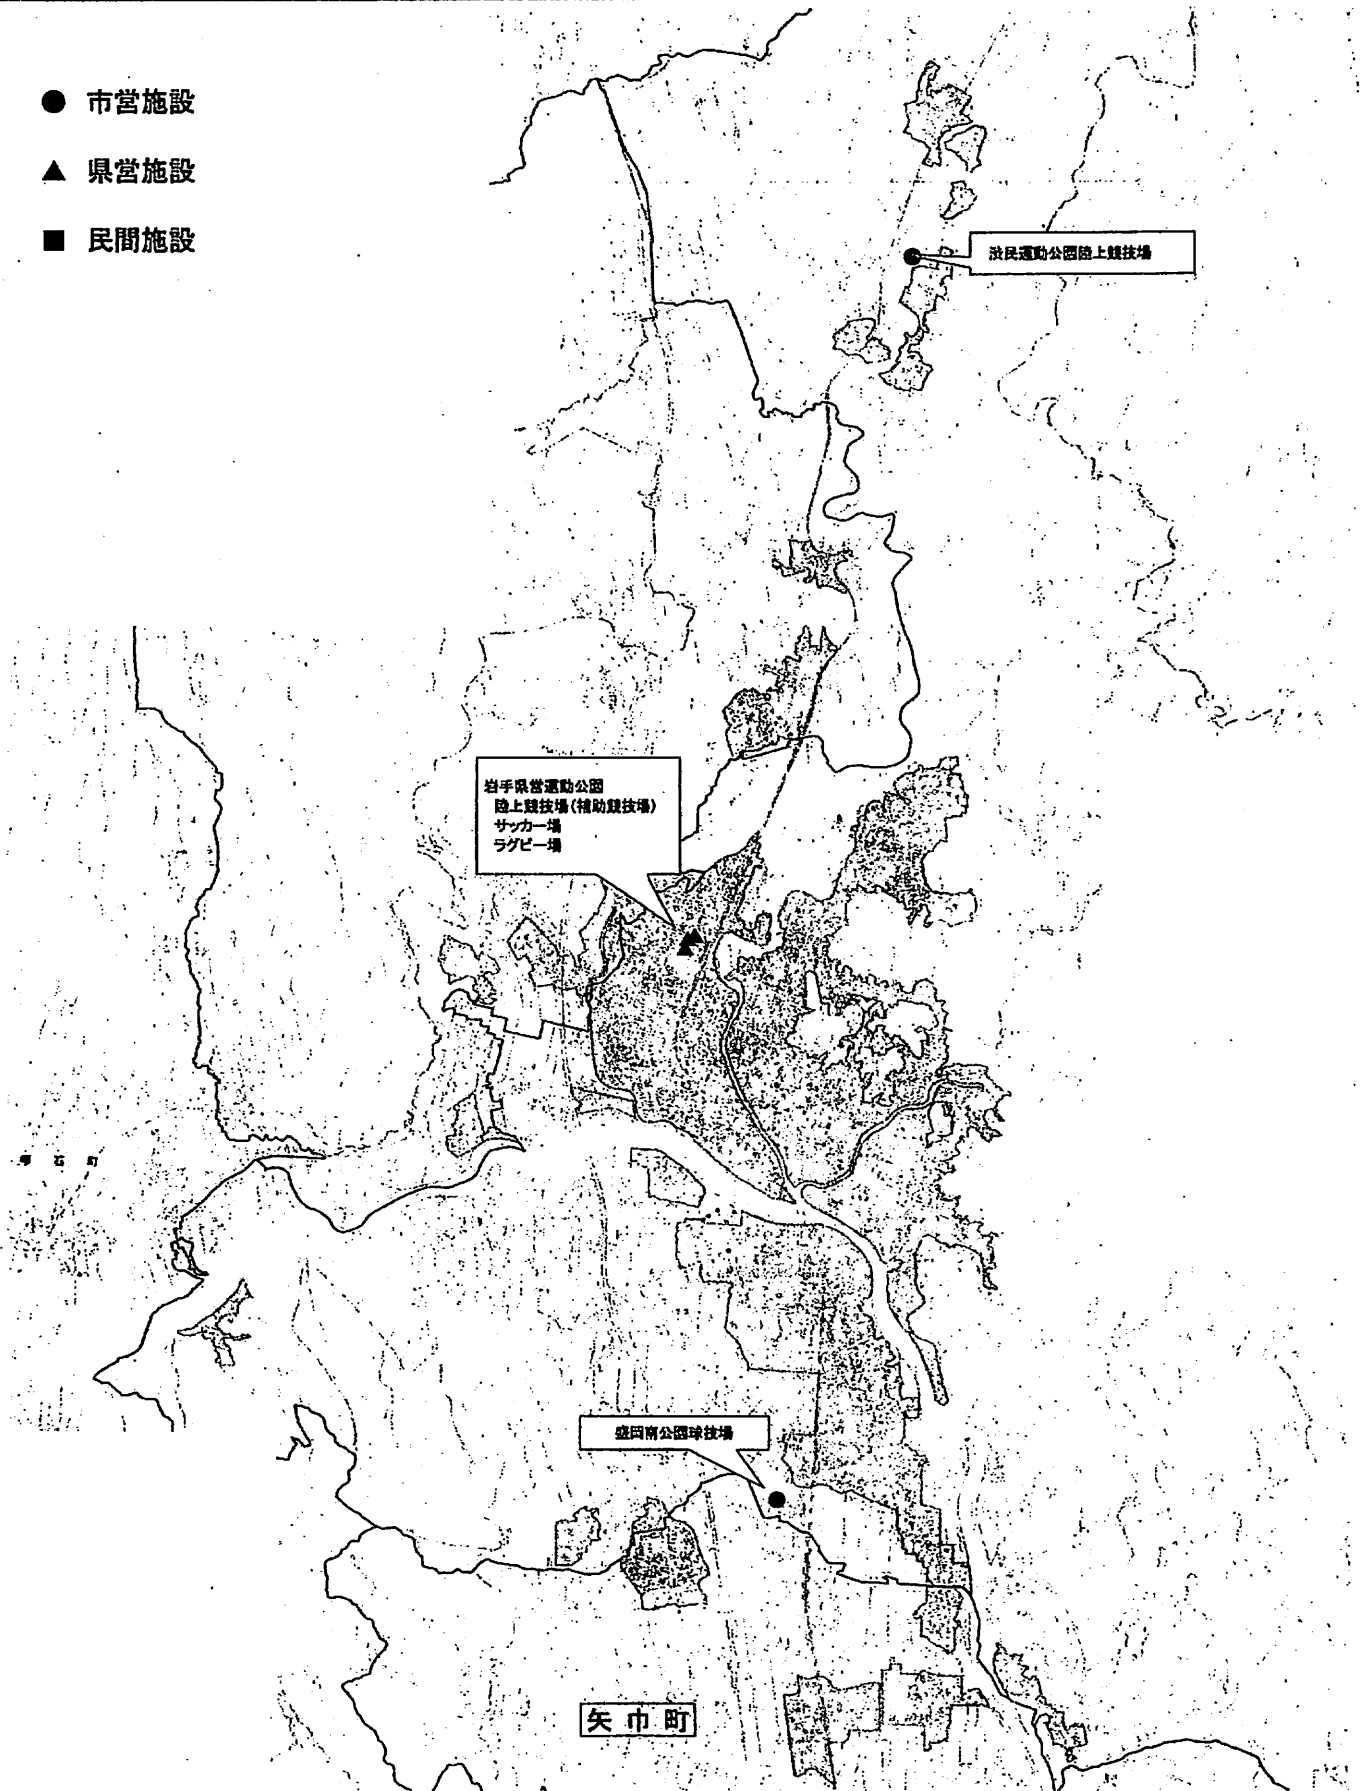 市営施設
県営施設
民間施設
渋民運動公園陸上競技場
岩手県営運動公園
陸上競技場(補助競技場)
サッカー場
ラグビー場
石町
盛岡南公園球技場
矢巾町